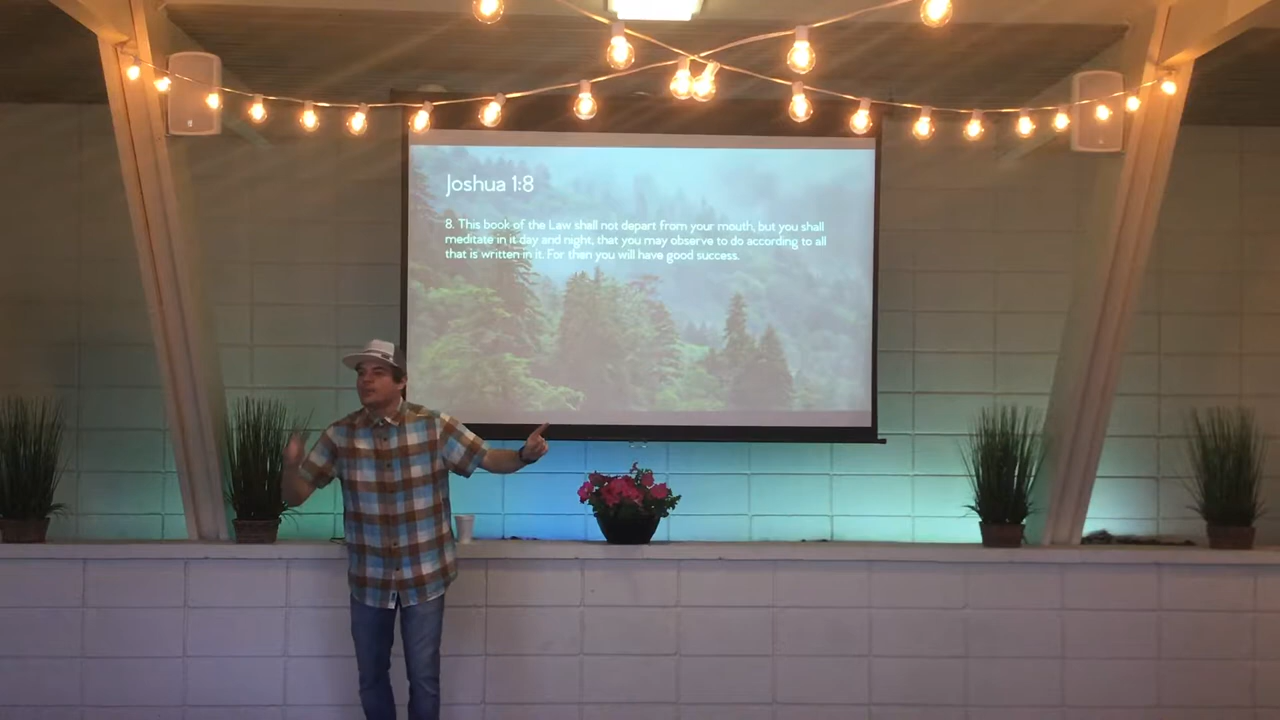 Joshua 1:8
8. This book of the Law shall not depart from your mouth, but you shall
meditate in it day and night, that you may observe to do according to all
that is written in it. For then you will have good success.